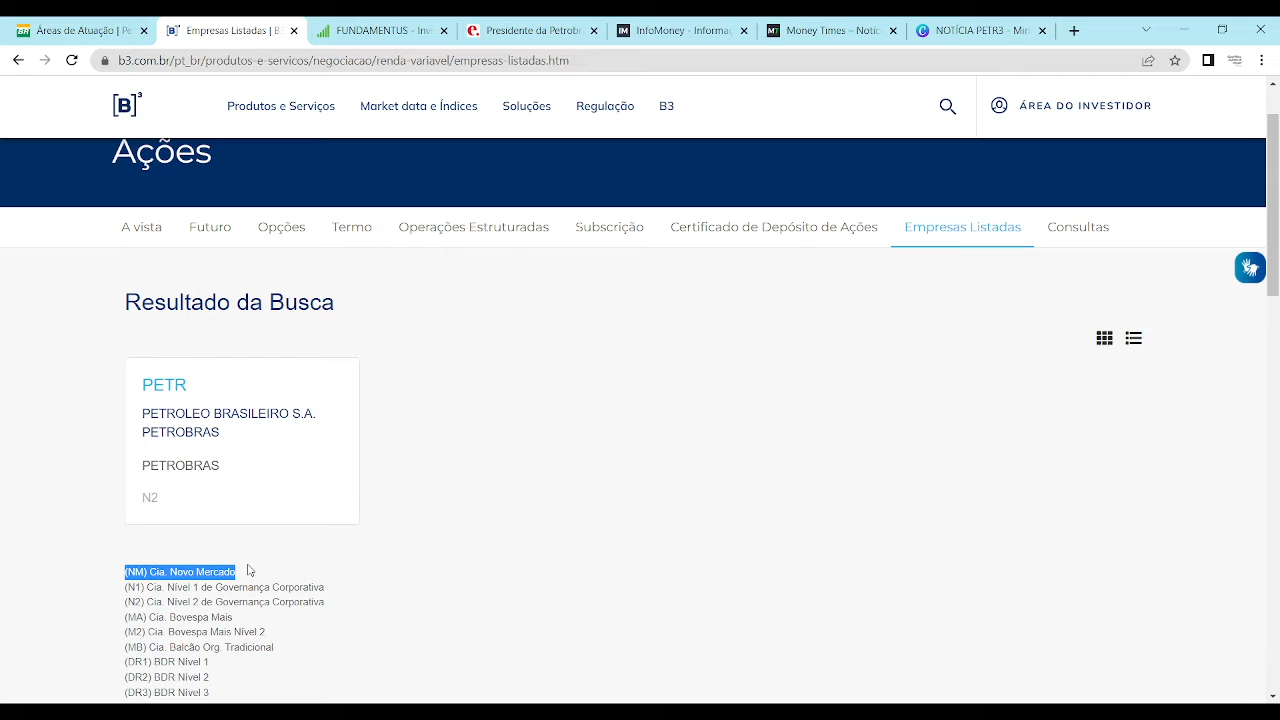 Áreas de Atuação | Pe
Empresas Listadas | B3
FUNDAMENTUS - Inv
Presidente da Petrob
InfoMoney - Informaç
Money Times – Notíc
NOTÍCIA PETR3 - Min
b3.com.br/pt_br/produtos-e-servicos/negociacao/renda-variavel/empresas-listadas.htm
[B]³
Produtos e Serviços
Market data e Índices
Soluções
Regulação
B3
ÁREA DO INVESTIDOR
Ações
A vista
Futuro
Opções
Termo
Operações Estruturadas
Subscrição
Certificado de Depósito de Ações
Empresas Listadas
Consultas
Resultado da Busca
PETR
PETROLEO BRASILEIRO S.A.
PETROBRAS
PETROBRAS
N2
(NM) Cia. Novo Mercado
(N1) Cia. Nível 1 de Governança Corporativa
(N2) Cia. Nível 2 de Governança Corporativa
(MA) Cia. Bovespa Mais
(M2) Cia. Bovespa Mais Nível 2
(MB) Cia. Balcão Org. Tradicional
(DR1) BDR Nível 1
(DR2) BDR Nível 2
(DR3) BDR Nível 3